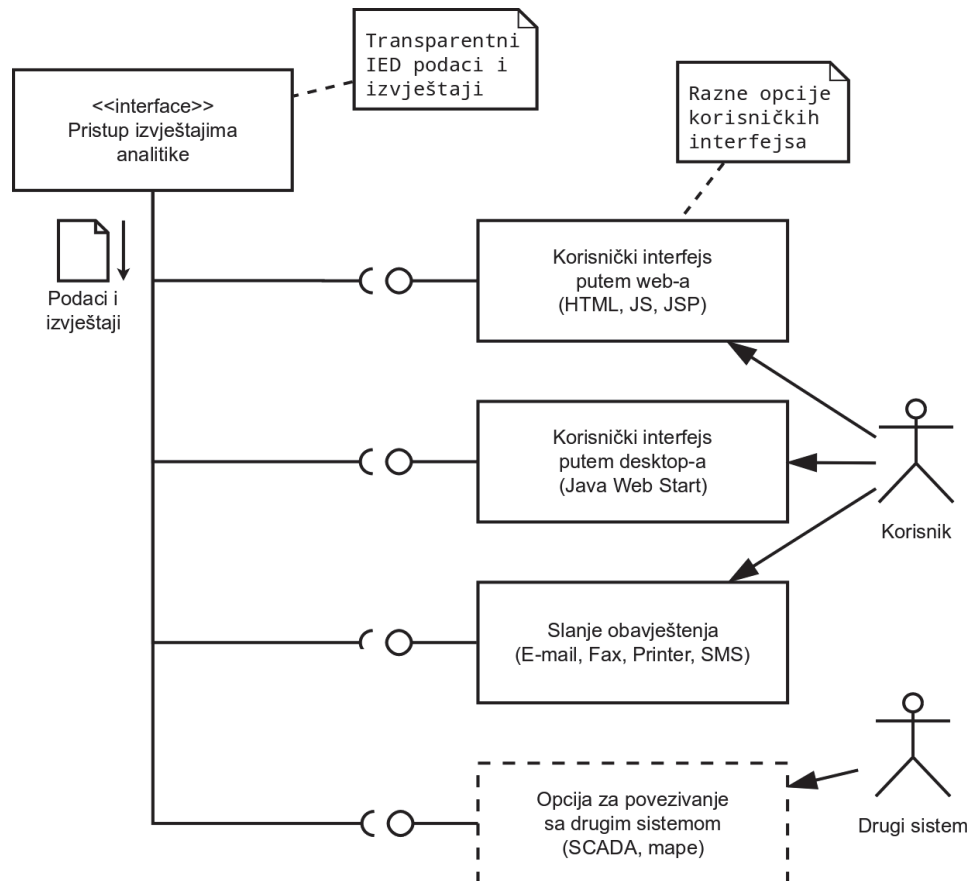 Transparentni
IED podaci i
izvještaji
<<interface>>
Pristup izvještajima
analitike
Razne opcije
korisničkih
interfejsa
Podaci i
izvještaji
Korisnički interfejs
putem web-a
(HTML, JS, JSP)
Korisnički interfejs
putem desktop-a
(Java Web Start)
Korisnik
Slanje obavještenja
(E-mail, Fax, Printer, SMS)
Opcija za povezivanje
sa drugim sistemom
(SCADA, mape)
Drugi sistem